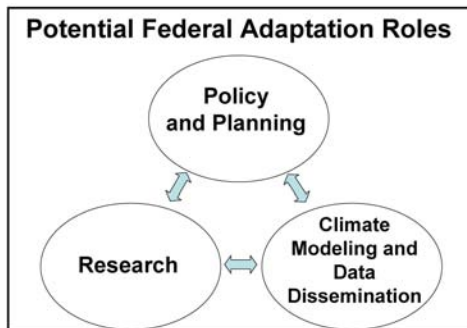 Potential Federal Adaptation Roles
Policy
and Planning
Research
Climate
Modeling and
Data
Dissemination